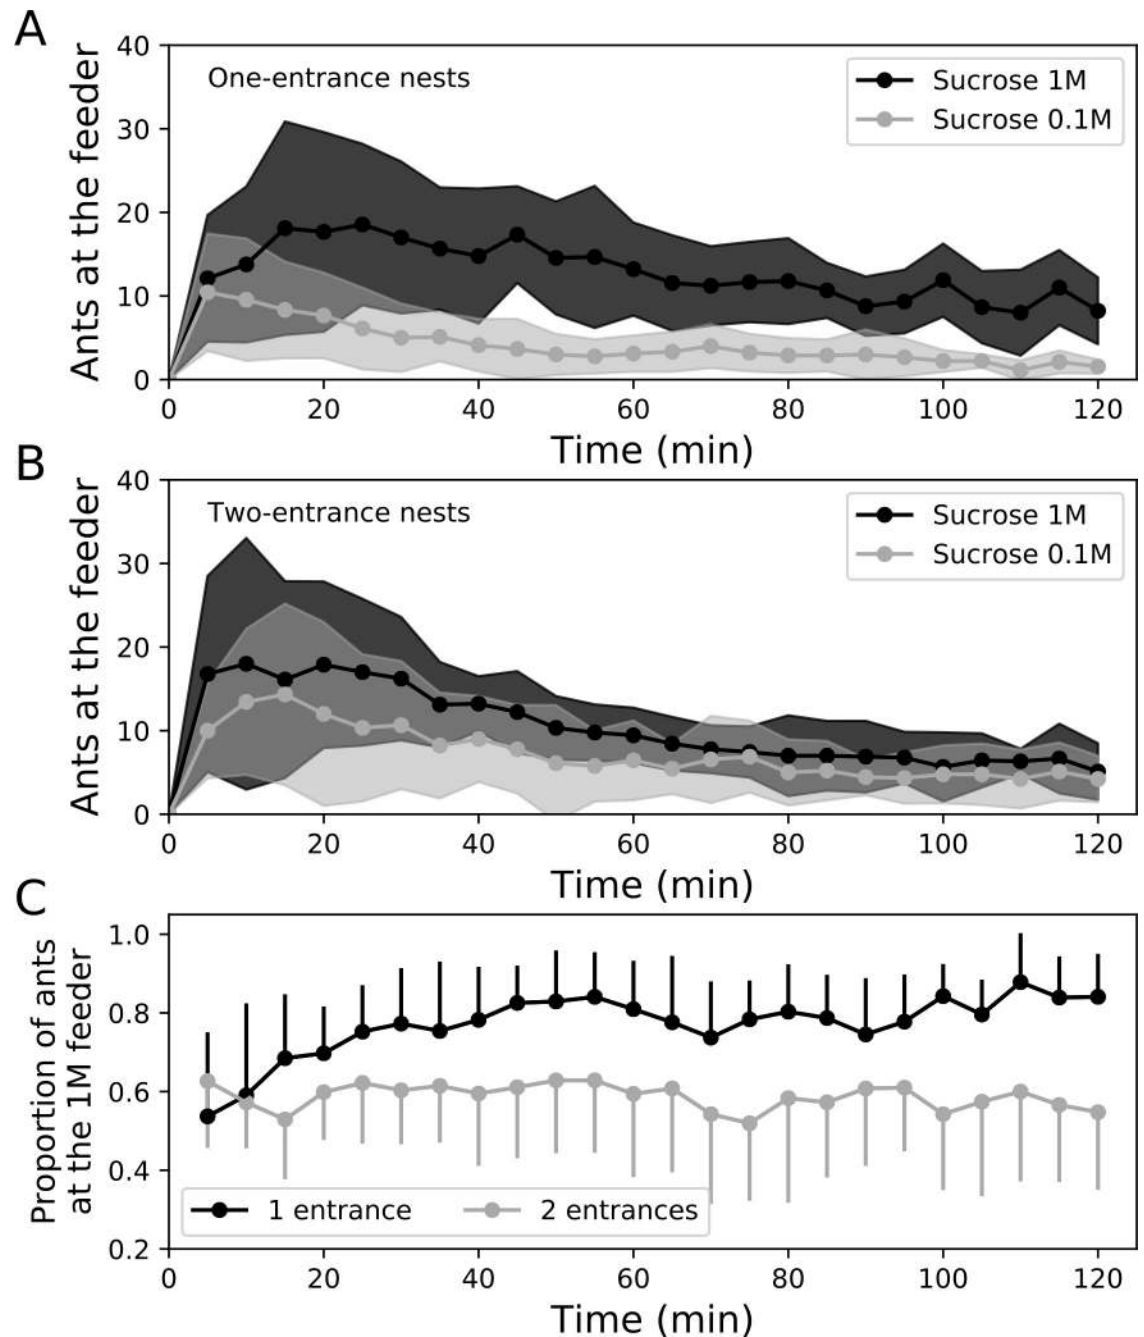 A
40
30
20
10
0
Ants at the feeder
One-entrance nests
Sucrose 1M
Sucrose 0.1M
0 20 40 60 80 100 120
Time (min)
B
40
30
20
10
0
Ants at the feeder
Two-entrance nests
Sucrose 1M
Sucrose 0.1M
0 20 40 60 80 100 120
Time (min)
C
1.0
0.8
0.6
0.4
0.2
Proportion of ants
at the 1M feeder
1 entrance 2 entrances
0 20 40 60 80 100 120
Time (min)